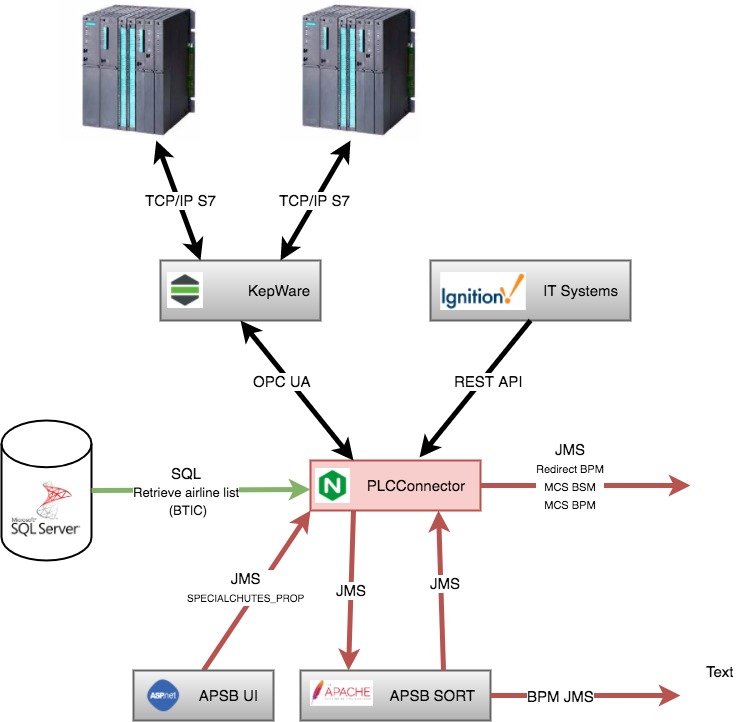 TCP/IP S7
TCP/IP S7
KepWare
Ignition!
IT Systems
OPC UA
REST API
SQL
Retrieve airline list
(BTIC)
Microsoft
SQL Server
PLCConnector
JMS
Redirect BPM
MCS BSM
MCS BPM
JMS
SPECIALCHUTES_PROP
JMS
JMS
ASP.net
APSB UI
APACHE
APSB SORT
BPM JMS
Text